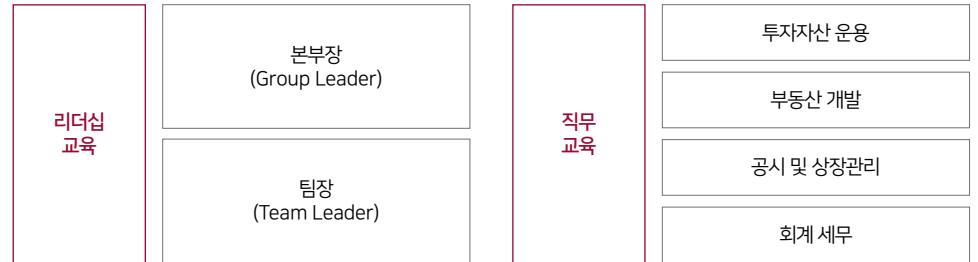 리더십
교육
본부장
(Group Leader)
팀장
(Team Leader)
직무
교육
투자자산 운용
부동산 개발
공시 및 상장관리
회계 세무